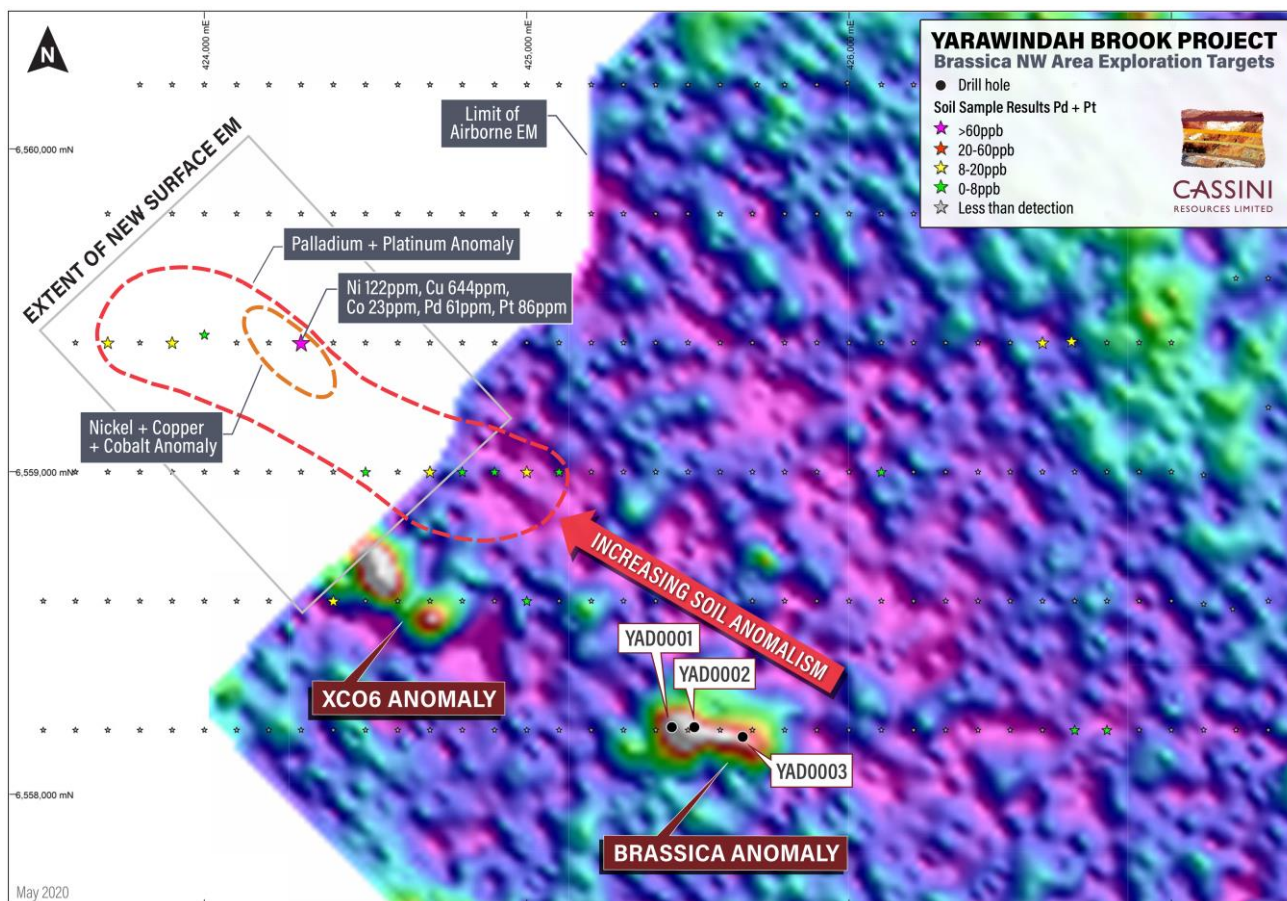 424,000 mE
425,000 mE
426,000 mE
N
YARAWINDAH BROOK PROJECT
Brassica NW Area Exploration Targets
Drill hole
Soil Sample Results Pd + Pt
>60ppb
20-60ppb
8-20ppb
0-8ppb
Less than detection
CASSINI
RESOURCES LIMITED
Limit of
Airborne EM
6,560,000 mN
EXTENT OF NEW SURFACE EM
Palladium + Platinum Anomaly
Ni 122ppm, Cu 644ppm,
Co 23ppm, Pd 61ppm, Pt 86ppm
Nickel + Copper
+ Cobalt Anomaly
6,559,000 mN
INCREASING SOIL ANOMALISM
YAD0001
YAD0002
XCO6 ANOMALY
YAD0003
6,558,000 mN
BRASSICA ANOMALY
May 2020